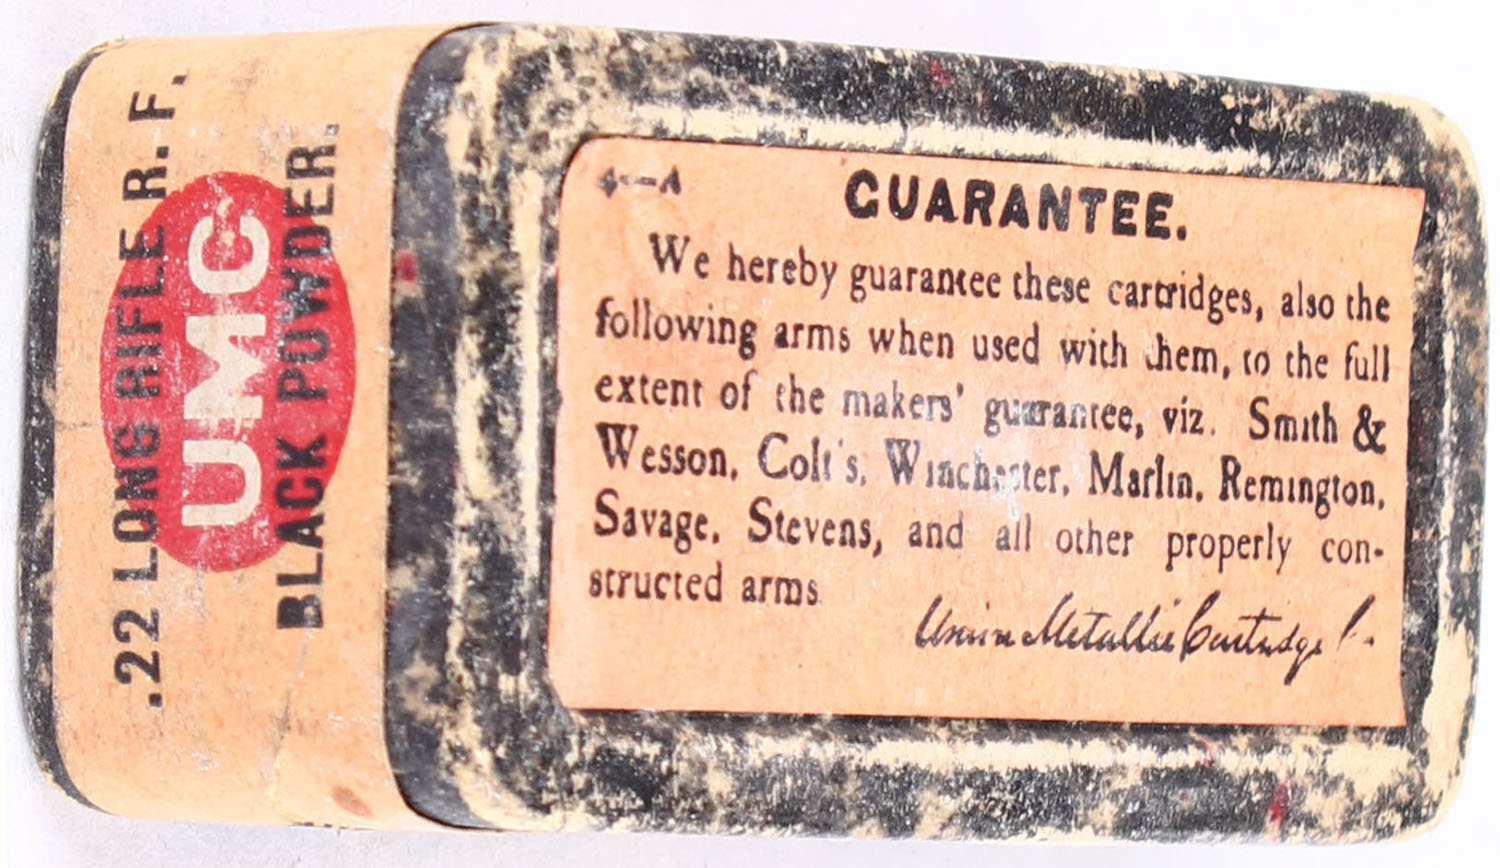 .22 LONG RIFLE R. F.
UMC
BLACK POWDER.
4—A
GUARANTEE.
We hereby guarantee these cartridges, also the
following arms when used with them, to the full
extent of the makers' guarantee, viz. Smith &
Wesson, Colt's, Winchester, Marlin, Remington,
Savage, Stevens, and all other properly con-
structed arms
Union Metallic Cartridge